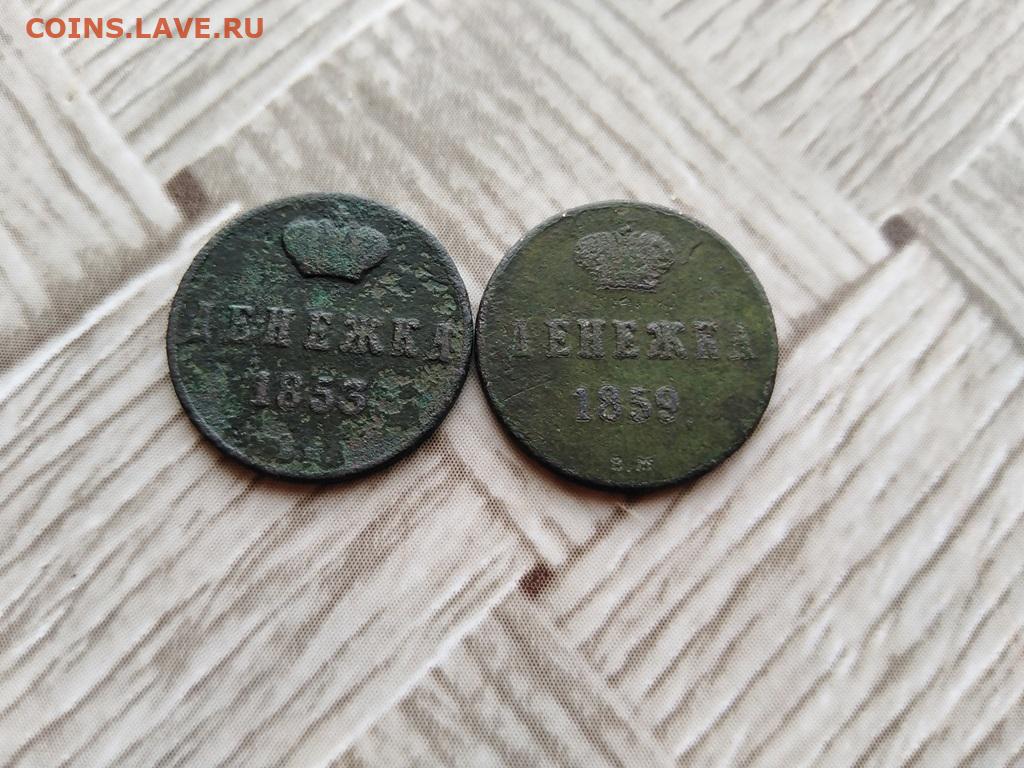 COINS.LAVE.RU
ДЕНЕЖКА
1853
ДЕНЕЖКА
1859
В.М